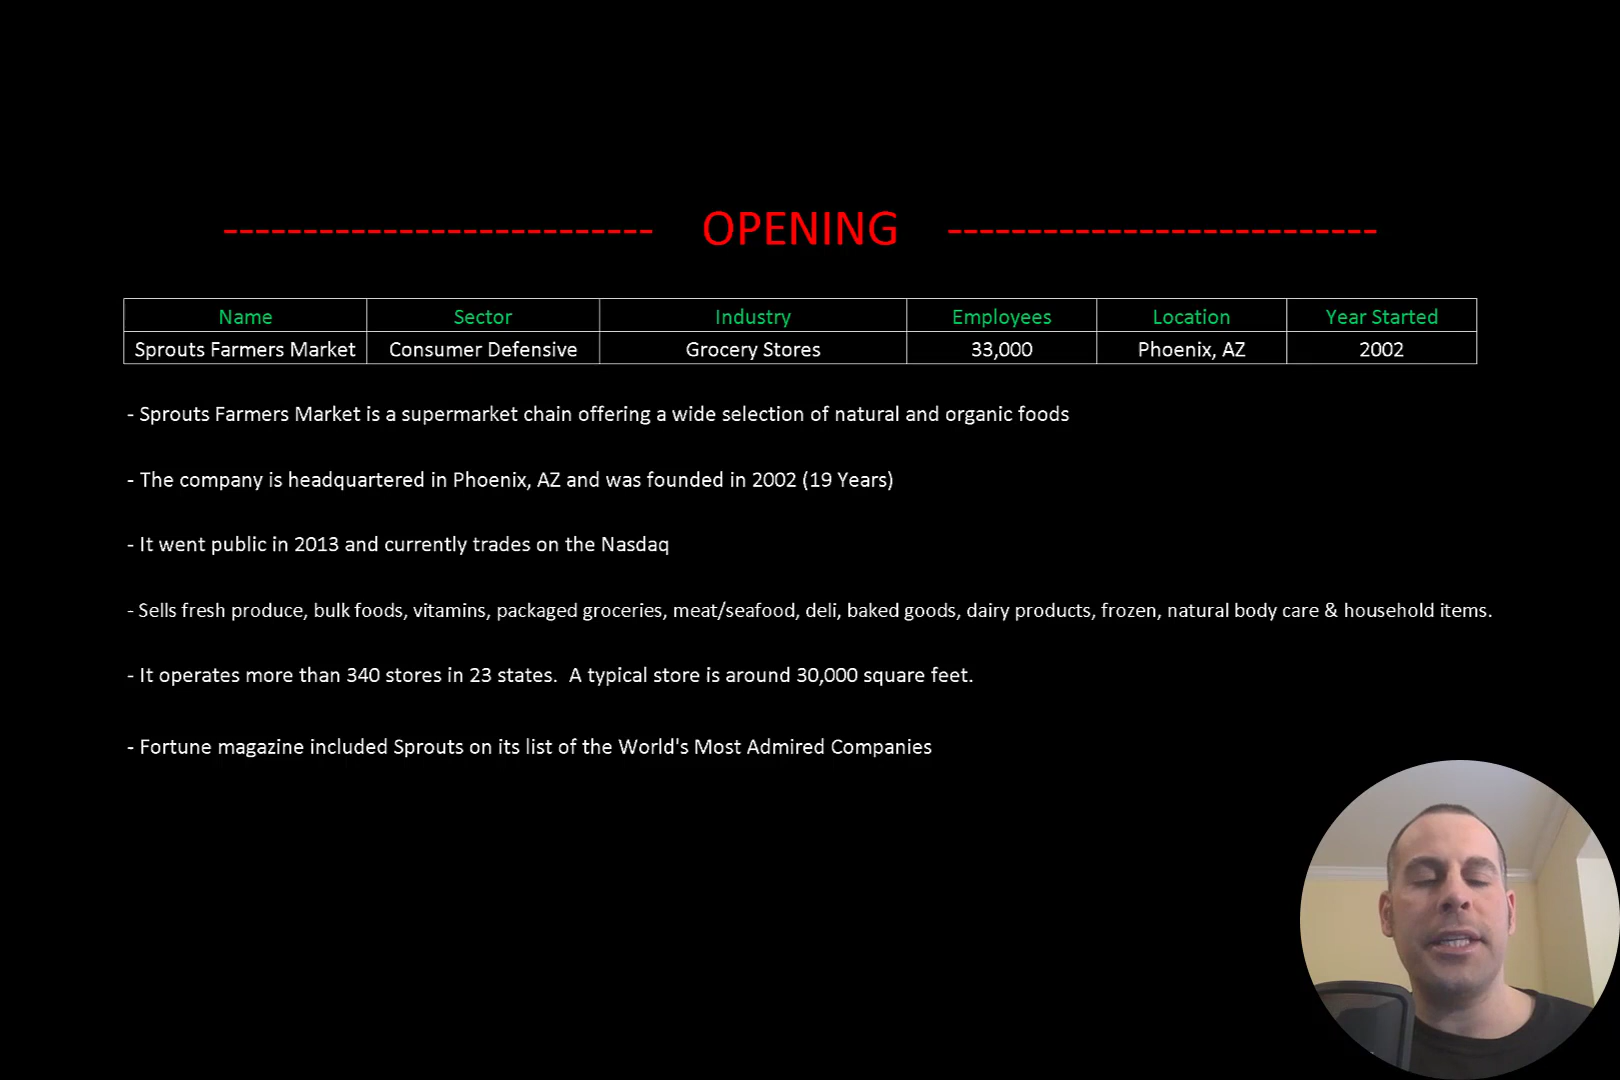 --------------------------- OPENING ---------------------------
Name Sector Industry Employees Location Year Started
Sprouts Farmers Market Consumer Defensive Grocery Stores 33,000 Phoenix, AZ 2002
- Sprouts Farmers Market is a supermarket chain offering a wide selection of natural and organic foods
- The company is headquartered in Phoenix, AZ and was founded in 2002 (19 Years)
- It went public in 2013 and currently trades on the Nasdaq
- Sells fresh produce, bulk foods, vitamins, packaged groceries, meat/seafood, deli, baked goods, dairy products, frozen, natural body care & household items.
- It operates more than 340 stores in 23 states.  A typical store is around 30,000 square feet.
- Fortune magazine included Sprouts on its list of the World's Most Admired Companies